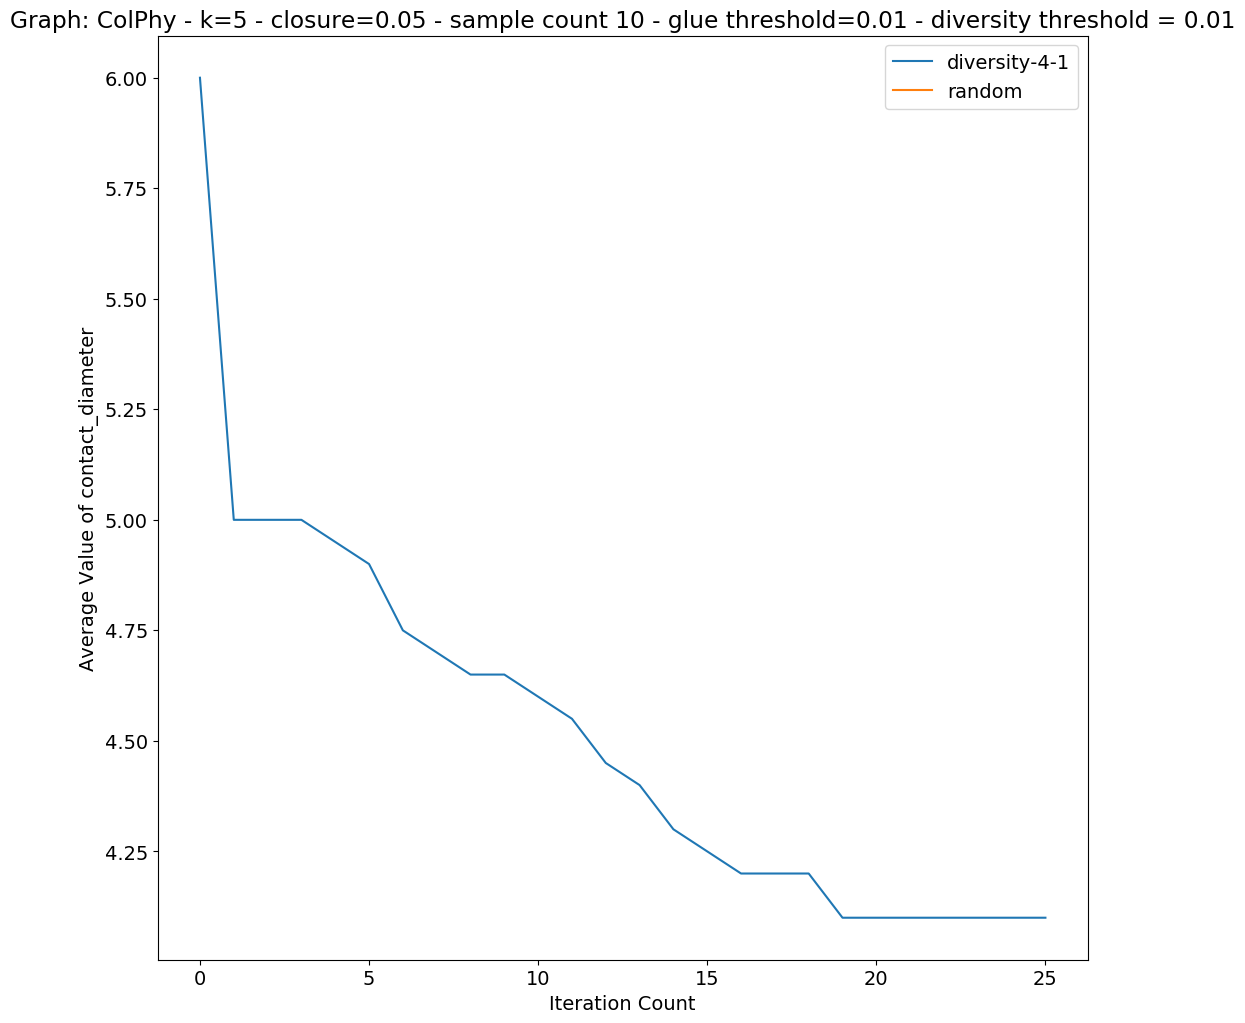 Graph: ColPhy - k=5 - closure=0.05 - sample count 10 - glue threshold=0.01 - diversity threshold = 0.01
diversity-4-1
random
6.00
5.75
5.50
5.25
5.00
4.75
4.50
4.25
Average Value of contact_diameter
0 5 10 15 20 25
Iteration Count